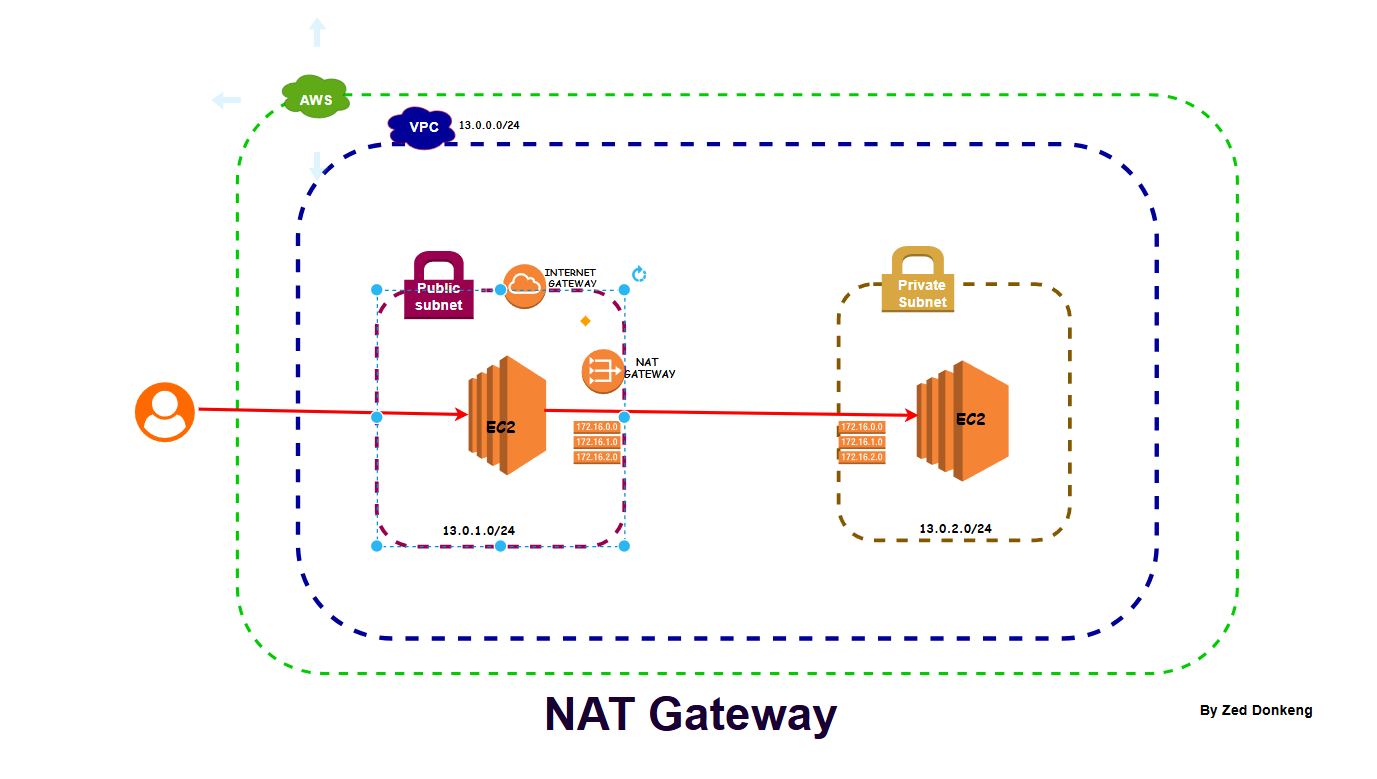 AWS
VPC
13.0.0.0/24
Public
subnet
INTERNET
GATEWAY
Private
Subnet
NAT
GATEWAY
EC2
172.16.0.0
172.16.1.0
172.16.2.0
172.16.0.0
172.16.1.0
172.16.2.0
EC2
13.0.1.0/24
13.0.2.0/24
NAT Gateway
By Zed Donkeng